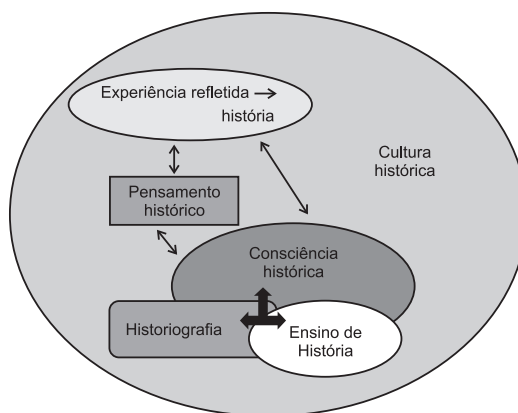 Experiência refletida →
história
Cultura
histórica
Pensamento
histórico
Consciência
histórica
Historiografia
Ensino de
História